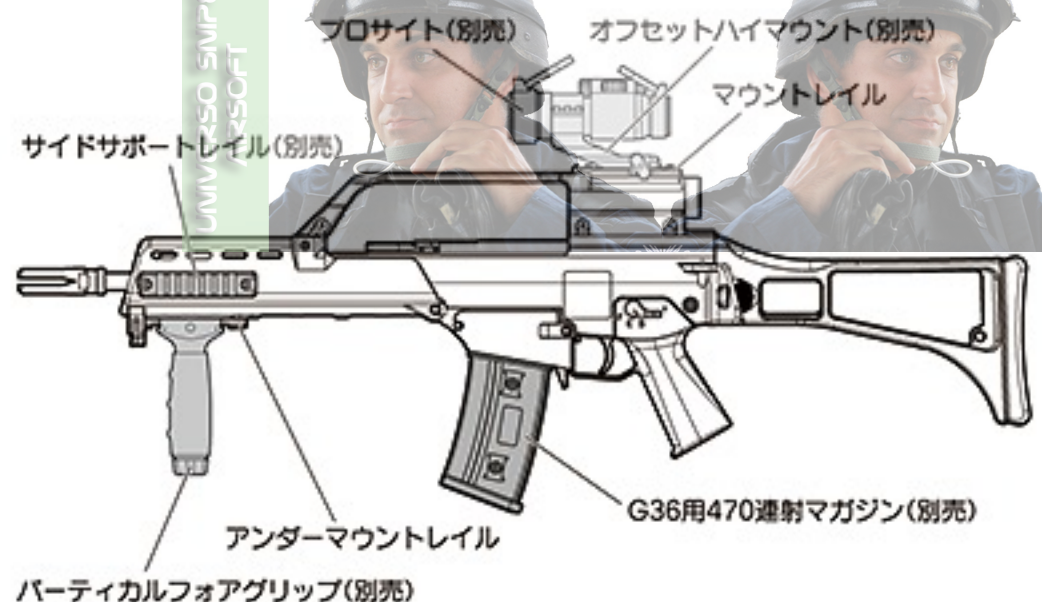 プロサイト(別売)
オフセットハイマウント(別売)
マウントレイル
サイドサポートレイル(別売)
UNIVERSO SNIP
AIRSOFT
G36用470連射マガジン(別売)
アンダーマウントレイル
バーティカルフォアグリップ(別売)